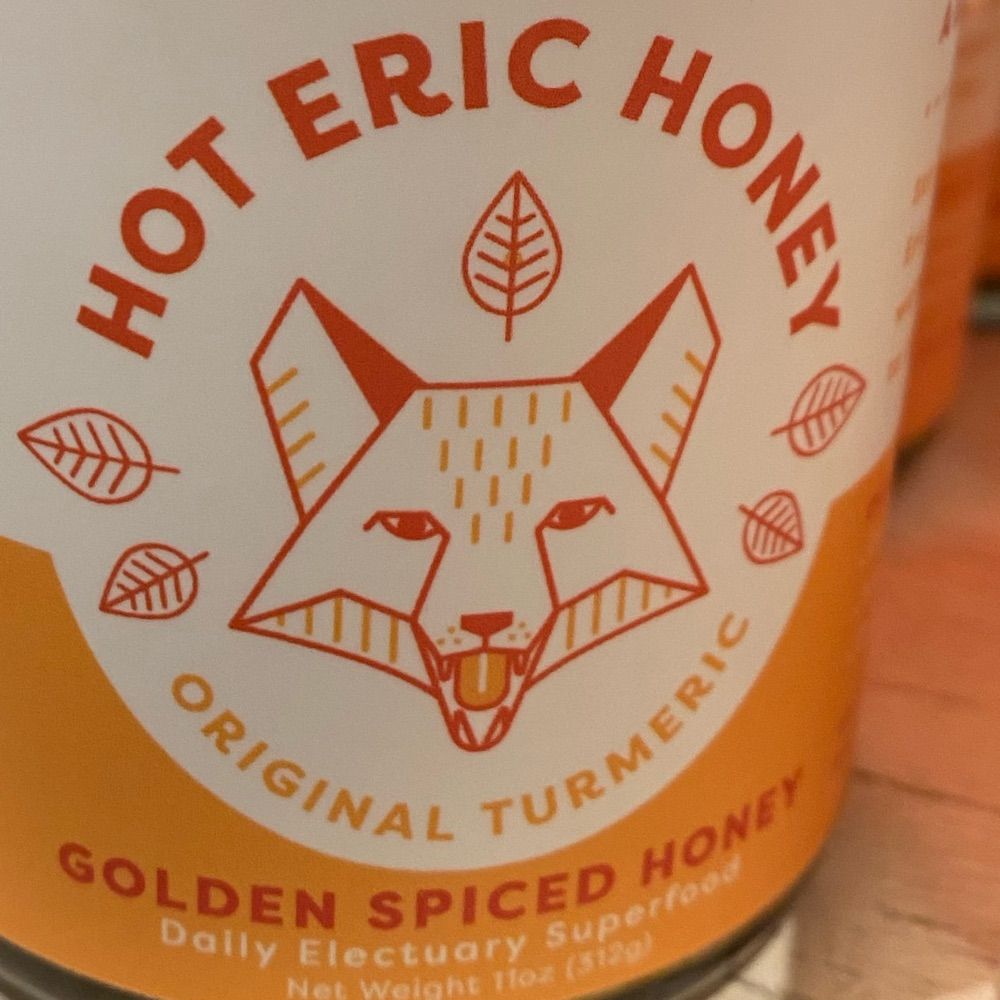 HOT ERIC HONEY
ORIGINAL TURMERIC
GOLDEN SPICED HONEY
Daily Electuary Superfood
Net Weight 11oz (312g)